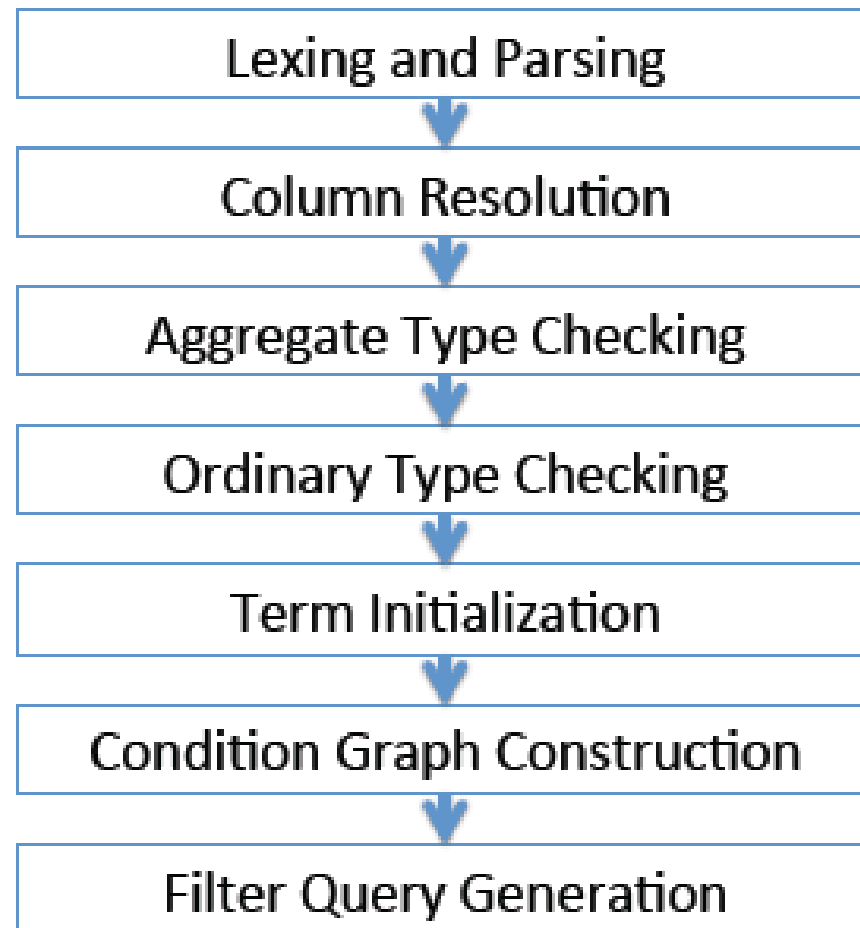 Lexing and Parsing
Column Resolution
Aggregate Type Checking
Ordinary Type Checking
Term Initialization
Condition Graph Construction
Filter Query Generation